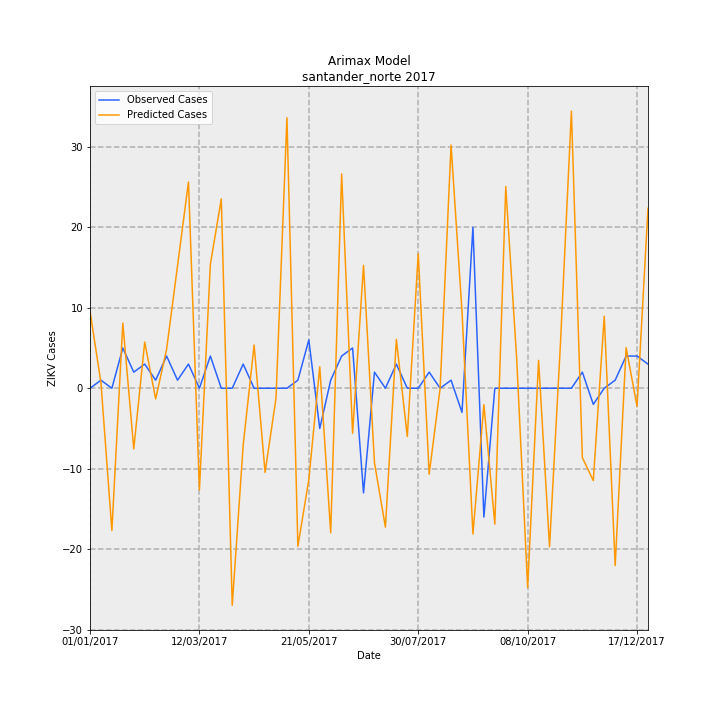 Arimax Model
santander_norte 2017
Observed Cases
Predicted Cases
ZIKV Cases
30
20
10
0
−10
−20
−30
01/01/2017
12/03/2017
21/05/2017
30/07/2017
08/10/2017
17/12/2017
Date